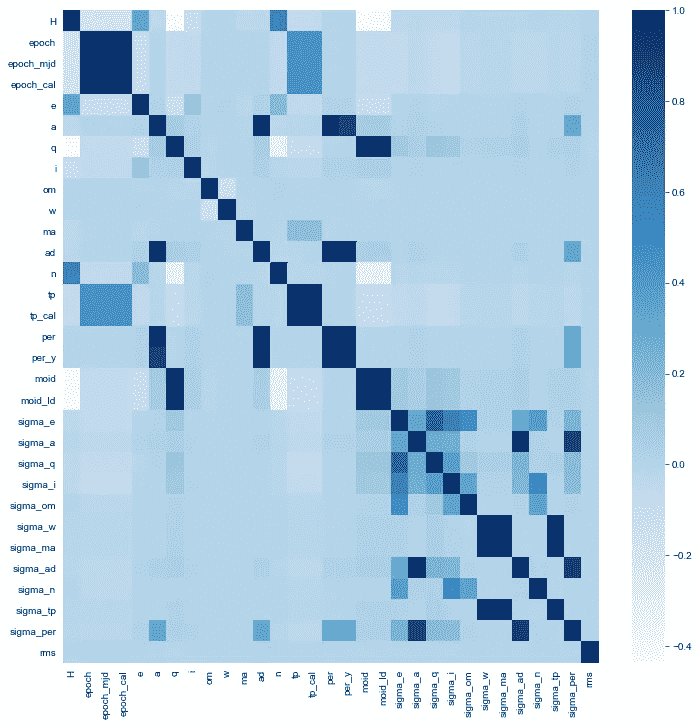 H
epoch
epoch_mjd
epoch_cal
e
a
q
i
om
w
ma
ad
n
tp
tp_cal
per
per_y
moid
moid_ld
sigma_e
sigma_a
sigma_q
sigma_i
sigma_om
sigma_w
sigma_ma
sigma_ad
sigma_n
sigma_tp
sigma_per
rms
H
epoch
epoch_mjd
epoch_cal
e
a
q
i
om
w
ma
ad
n
tp
tp_cal
per
per_y
moid
moid_ld
sigma_e
sigma_a
sigma_q
sigma_i
sigma_om
sigma_w
sigma_ma
sigma_ad
sigma_n
sigma_tp
sigma_per
rms
1.0
0.8
0.6
0.4
0.2
0.0
−0.2
−0.4